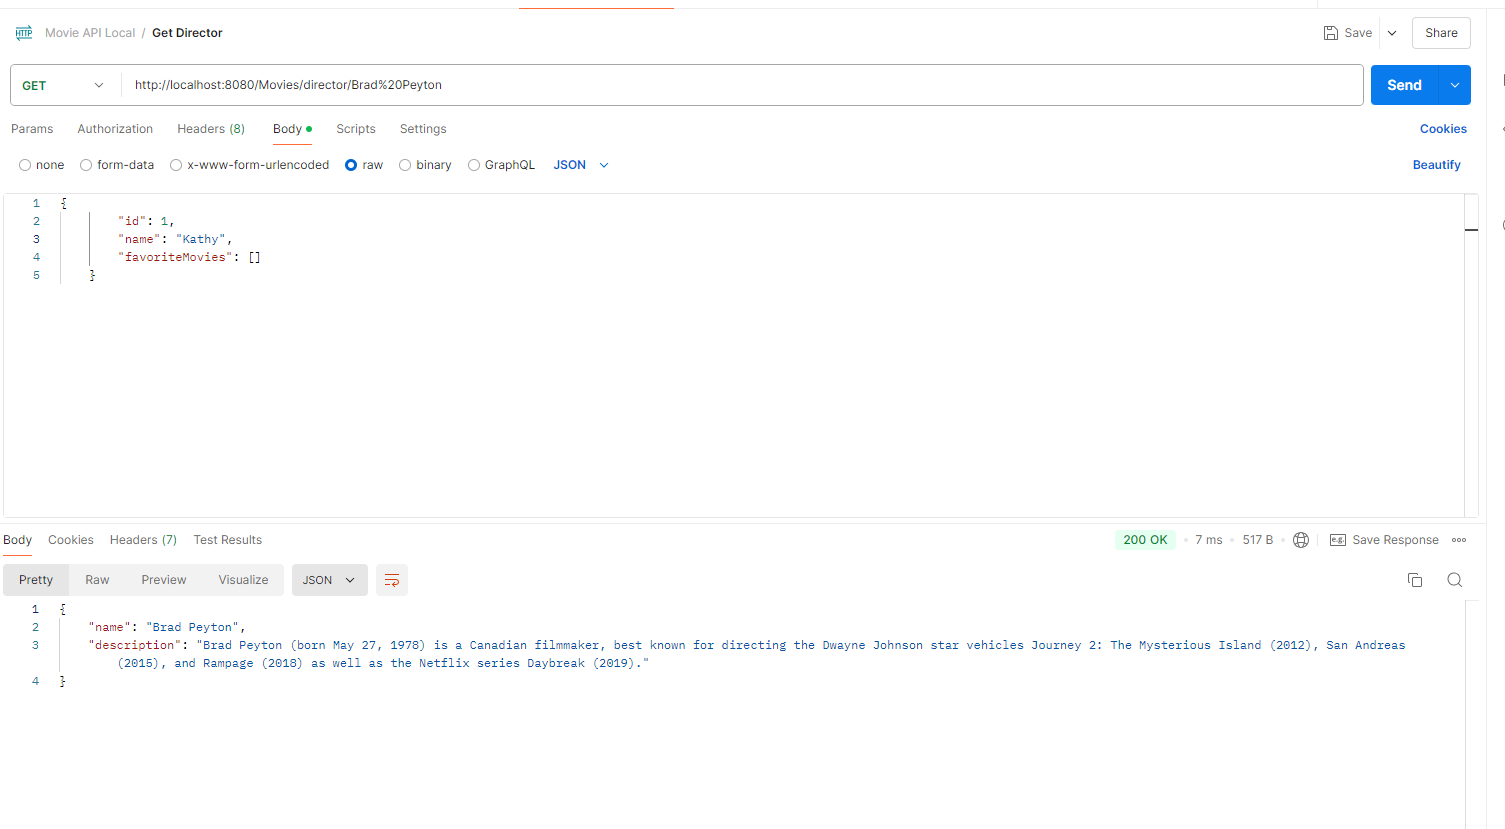 HTTP Movie API Local / Get Director Save Share
GET http://localhost:8080/Movies/director/Brad%20Peyton Send
Params Authorization Headers (8) Body Scripts Settings Cookies
none form-data x-www-form-urlencoded raw binary GraphQL JSON Beautify
1 {
2 "id": 1,
3 "name": "Kathy",
4 "favoriteMovies": []
5 }
Body Cookies Headers (7) Test Results 200 OK 7 ms 517 B e.g. Save Response
Pretty Raw Preview Visualize JSON
1 {
2 "name": "Brad Peyton",
3 "description": "Brad Peyton (born May 27, 1978) is a Canadian filmmaker, best known for directing the Dwayne Johnson star vehicles Journey 2: The Mysterious Island (2012), San Andreas
(2015), and Rampage (2018) as well as the Netflix series Daybreak (2019)."
4 }